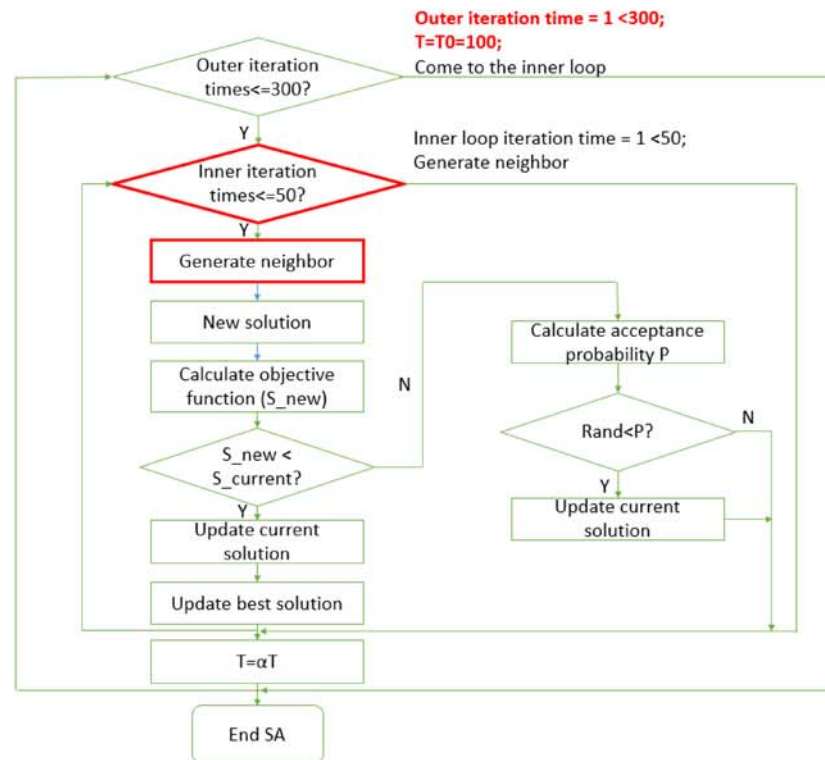 Outer iteration time = 1 <300;
T=T0=100;
Come to the inner loop
Outer iteration
times<=300?
Y
Inner loop iteration time = 1 <50;
Generate neighbor
Inner iteration
times<=50?
Y
Generate neighbor
New solution
Calculate objective
function (S_new)
N
Calculate acceptance
probability P
S_new <
S_current?
Rand<P?
N
Y
Y
Update current
solution
Update current
solution
Update best solution
T=αT
End SA